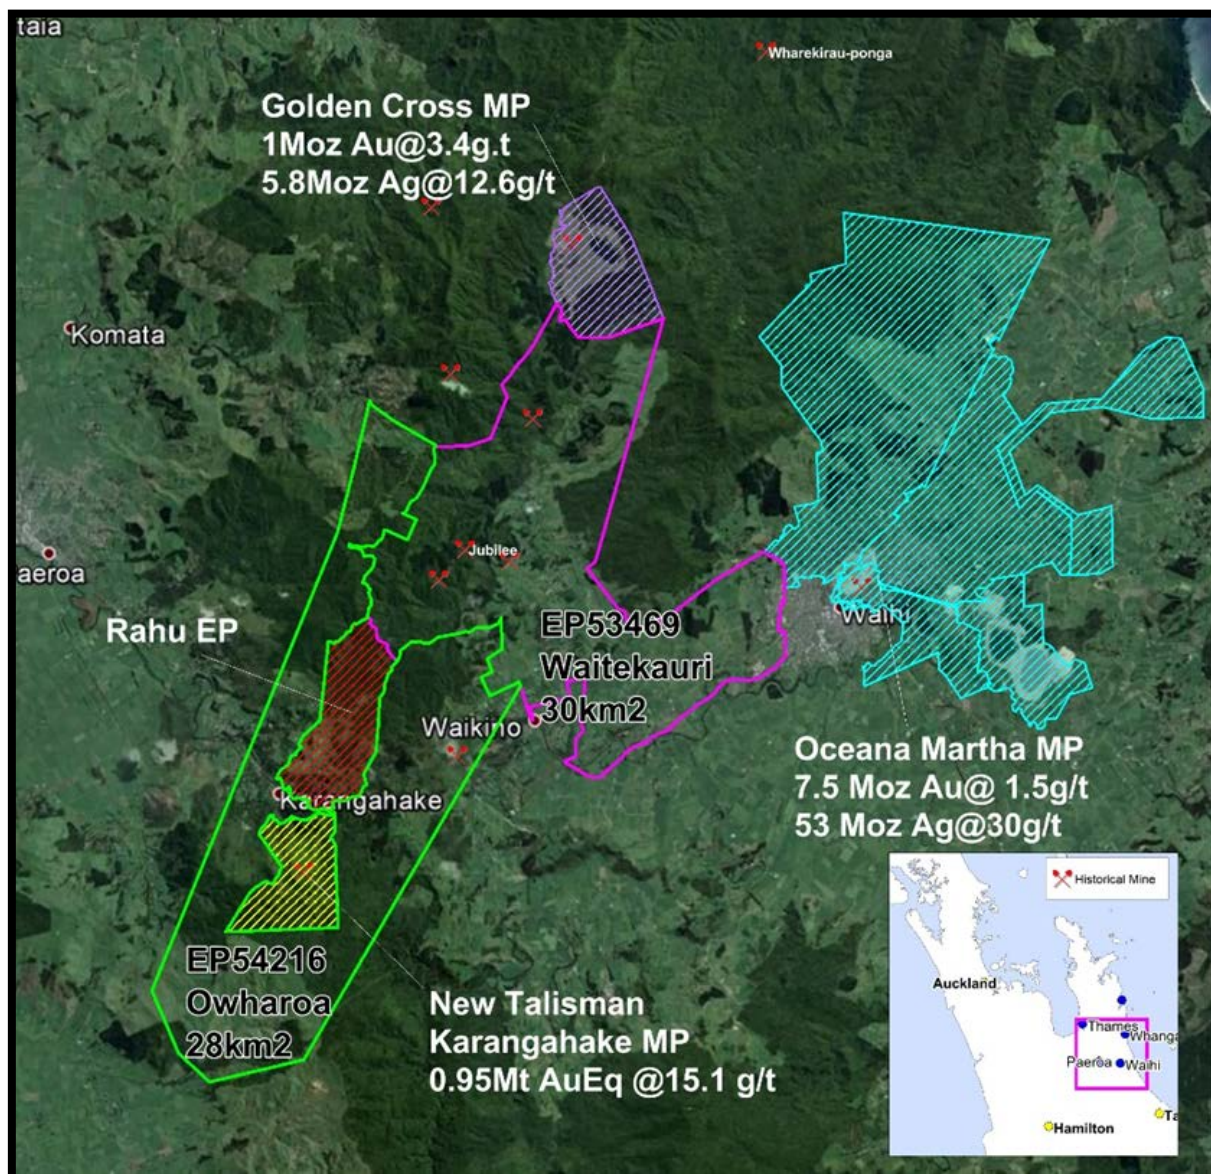 taia
Wharekirau-ponga
Golden Cross MP
1Moz Au@3.4g.t
5.8Moz Ag@12.6g/t
Komata
aeroa
Jubilee
Rahu EP
EP53469
Waitekauri
30km2
Waihi
Waikino
Karangahake
Oceana Martha MP
7.5 Moz Au@ 1.5g/t
53 Moz Ag@30g/t
EP54216
Owharoa
28km2
New Talisman
Karangahake MP
0.95Mt AuEq @15.1 g/t
Historical Mine
Auckland
Thames
Whanga
Paeroa
Waihi
Ta
Hamilton